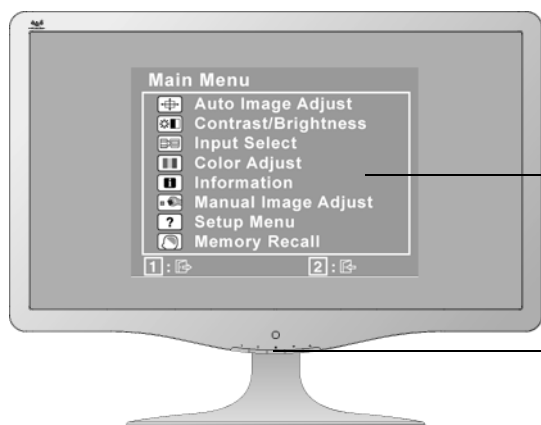 Main Menu
Auto Image Adjust
Contrast/Brightness
Input Select
Color Adjust
Information
Manual Image Adjust
? Setup Menu
Memory Recall
1 : 2 :